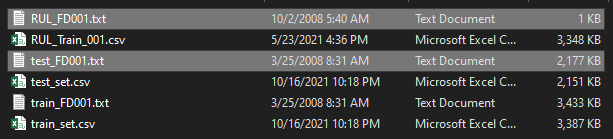 RUL_FD001.txt 10/2/2008 5:40 AM Text Document 1 KB
RUL_Train_001.csv 5/23/2021 4:36 PM Microsoft Excel C... 3,348 KB
test_FD001.txt 3/25/2008 8:31 AM Text Document 2,177 KB
test_set.csv 10/16/2021 10:18 PM Microsoft Excel C... 2,151 KB
train_FD001.txt 3/25/2008 8:31 AM Text Document 3,433 KB
train_set.csv 10/16/2021 10:18 PM Microsoft Excel C... 3,387 KB